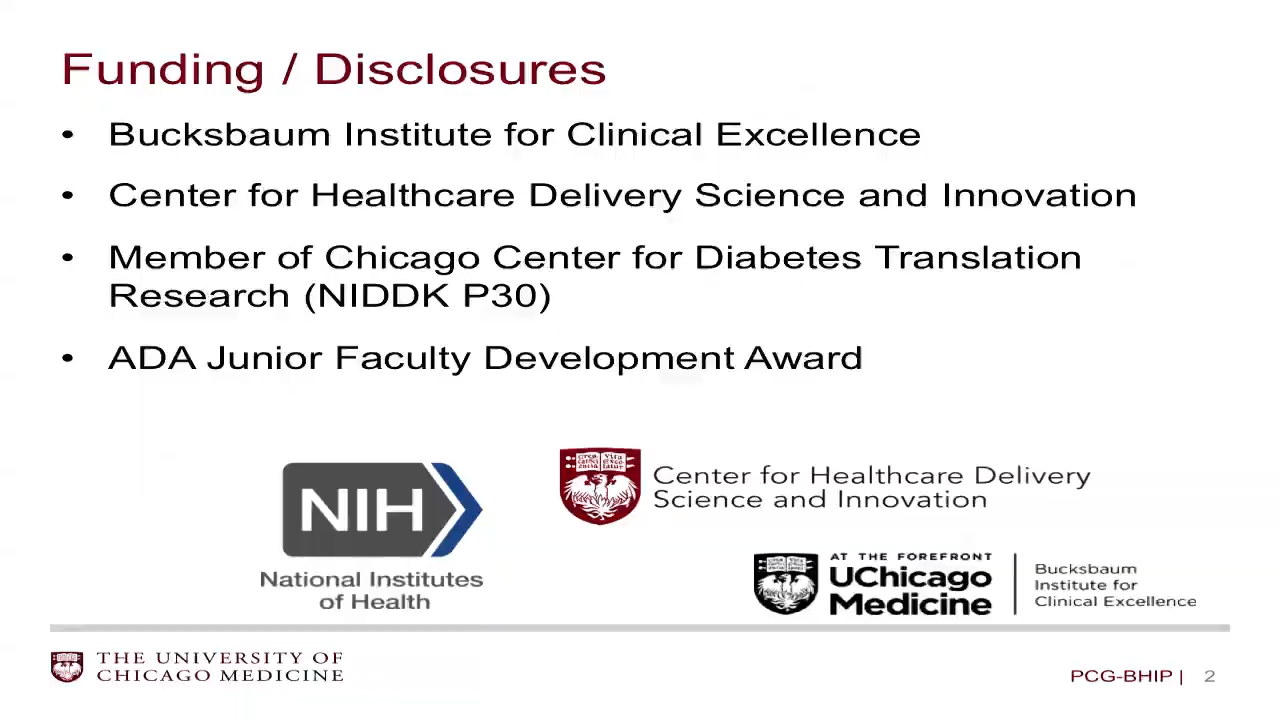 Funding / Disclosures
• Bucksbaum Institute for Clinical Excellence
• Center for Healthcare Delivery Science and Innovation
• Member of Chicago Center for Diabetes Translation
Research (NIDDK P30)
• ADA Junior Faculty Development Award
NIH
National Institutes
of Health
Center for Healthcare Delivery
Science and Innovation
AT THE FOREFRONT
UChicago
Medicine
Bucksbaum
Institute for
Clinical Excellence
THE UNIVERSITY OF
CHICAGO MEDICINE
PCG-BHIP | 2